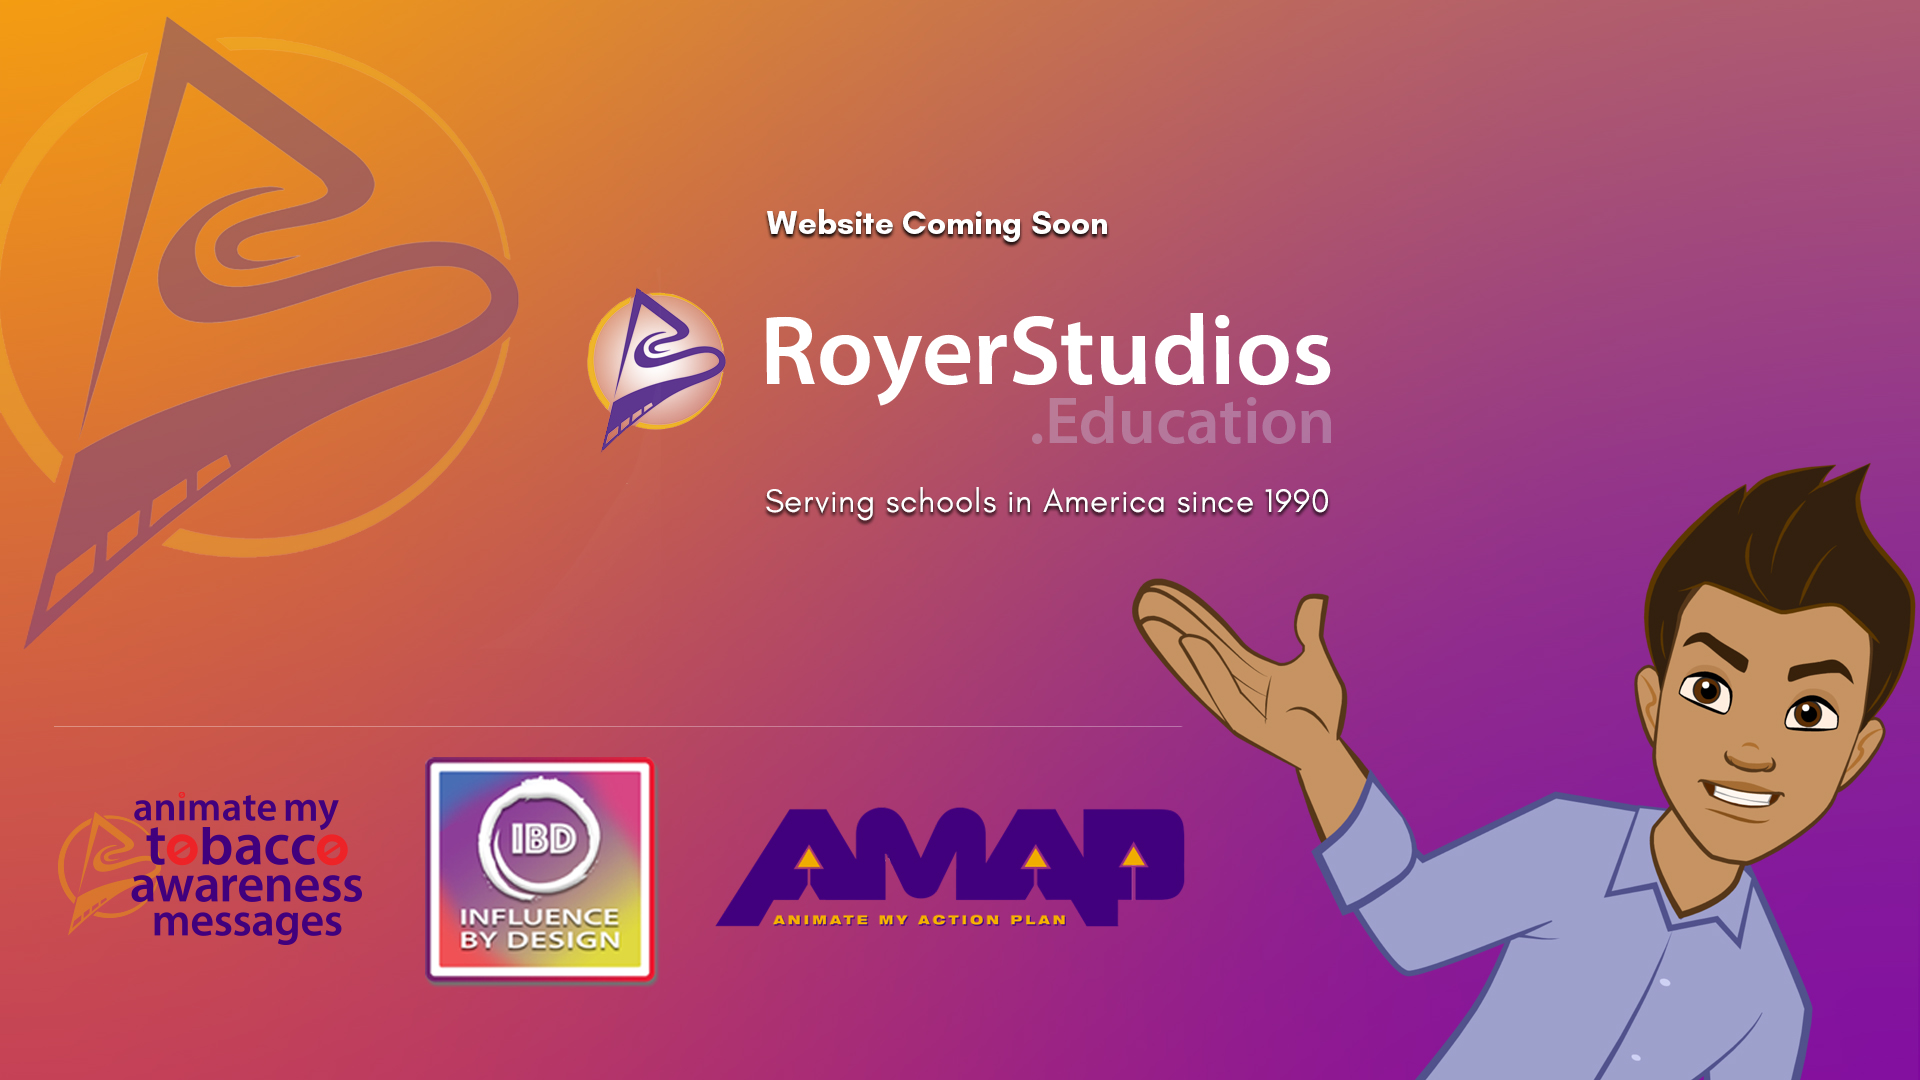 Website Coming Soon
RoyerStudios
.Education
Serving schools in America since 1990
animate my
tobacco
awareness
messages
IBD
INFLUENCE
BY DESIGN
AMAP
ANIMATE MY ACTION PLAN